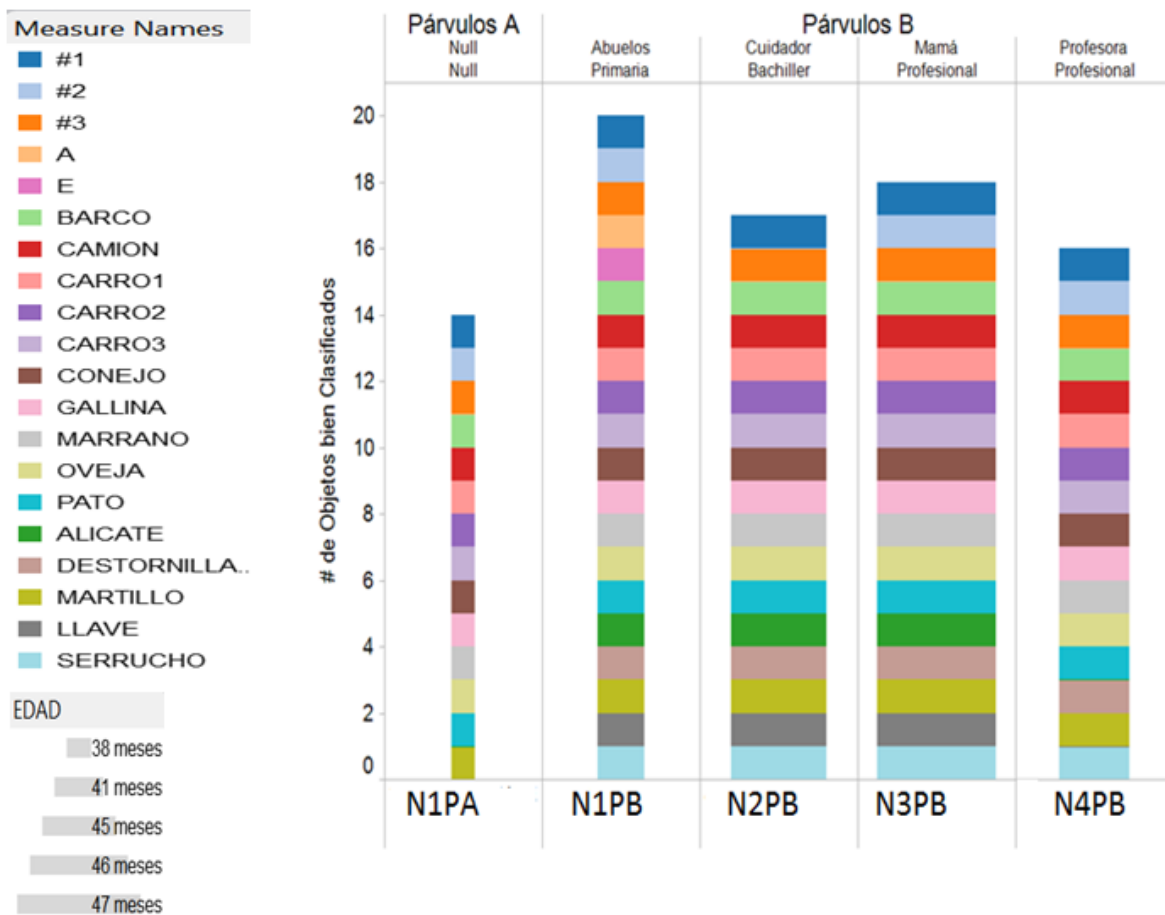 Measure Names
#1
#2
#3
A
E
BARCO
CAMION
CARRO1
CARRO2
CARRO3
CONEJO
GALLINA
MARRANO
OVEJA
PATO
ALICATE
DESTORNILLA..
MARTILLO
LLAVE
SERRUCHO
EDAD
38 meses
41 meses
45 meses
46 meses
47 meses
Párvulos A
Párvulos B
Null
Null
Abuelos
Primaria
Cuidador
Bachiller
Mamá
Profesional
Profesora
Profesional
# de Objetos bien Clasificados
20
18
16
14
12
10
8
6
4
2
0
N1PA
N1PB
N2PB
N3PB
N4PB